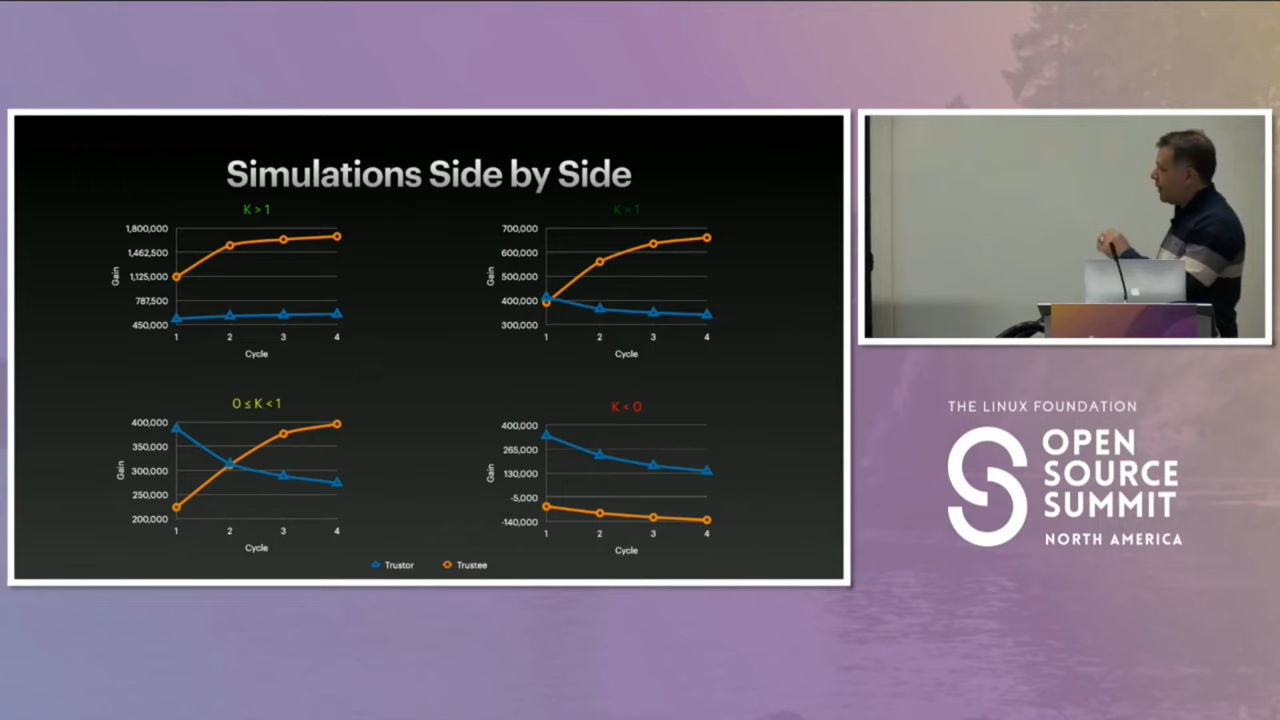 Simulations Side by Side
K > 1
1,800,000
1,462,500
1,125,000
787,500
450,000
Gain
1 2 3 4
Cycle
K = 1
700,000
600,000
500,000
400,000
300,000
Gain
1 2 3 4
Cycle
0 ≤ K < 1
400,000
350,000
300,000
250,000
200,000
Gain
1 2 3 4
Cycle
K < 0
400,000
265,000
130,000
-5,000
-140,000
Gain
1 2 3 4
Cycle
Trustor Trustee
THE LINUX FOUNDATION
OPEN
SOURCE
SUMMIT
NORTH AMERICA